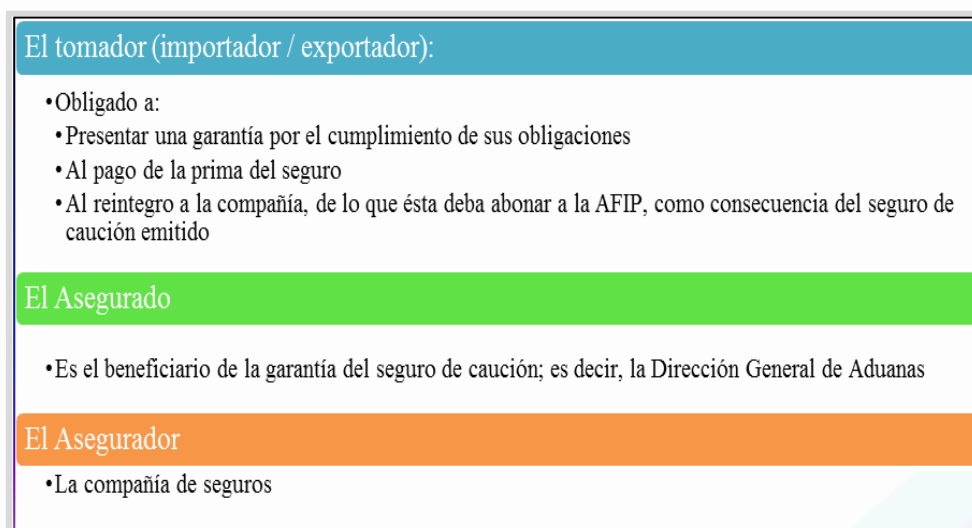 El tomador (importador / exportador):
•Obligado a:
•Presentar una garantía por el cumplimiento de sus obligaciones
•Al pago de la prima del seguro
•Al reintegro a la compañía, de lo que ésta deba abonar a la AFIP, como consecuencia del seguro de
caución emitido
El Asegurado
•Es el beneficiario de la garantía del seguro de caución; es decir, la Dirección General de Aduanas
El Asegurador
•La compañía de seguros